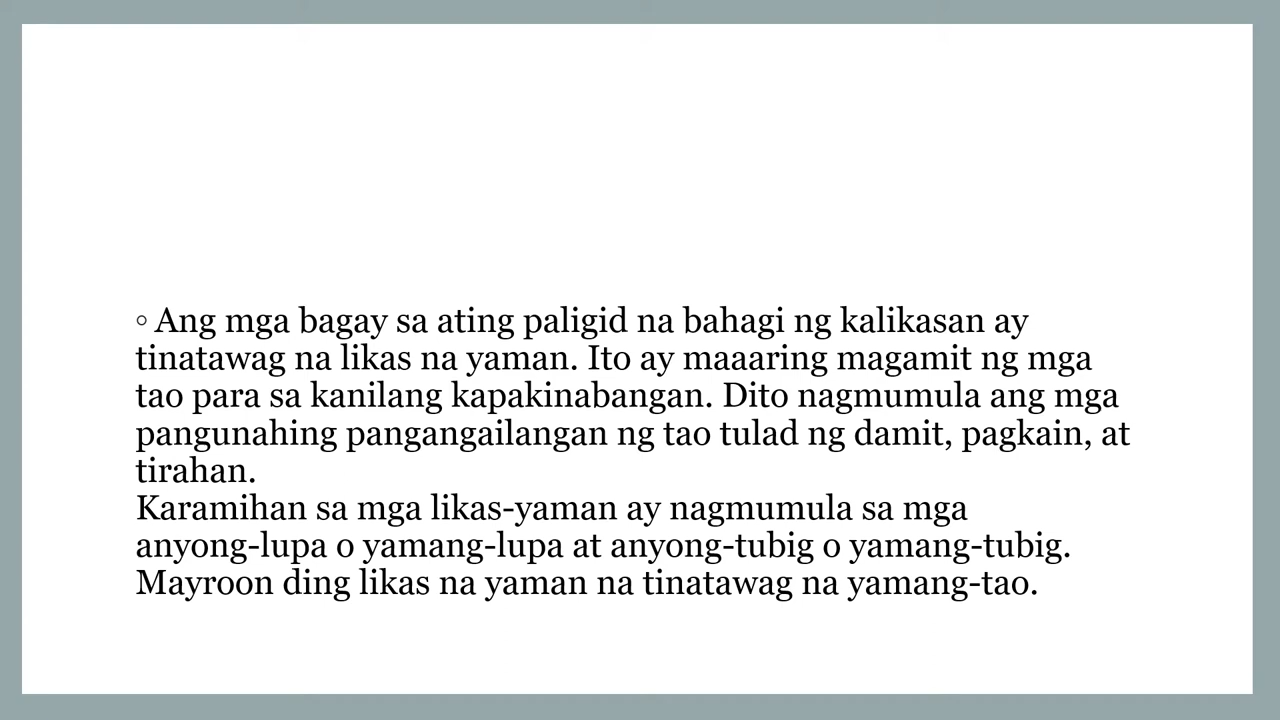 ◦ Ang mga bagay sa ating paligid na bahagi ng kalikasan ay
tinatawag na likas na yaman. Ito ay maaaring magamit ng mga
tao para sa kanilang kapakinabangan. Dito nagmumula ang mga
pangunahing pangangailangan ng tao tulad ng damit, pagkain, at
tirahan.
Karamihan sa mga likas-yaman ay nagmumula sa mga
anyong-lupa o yamang-lupa at anyong-tubig o yamang-tubig.
Mayroon ding likas na yaman na tinatawag na yamang-tao.